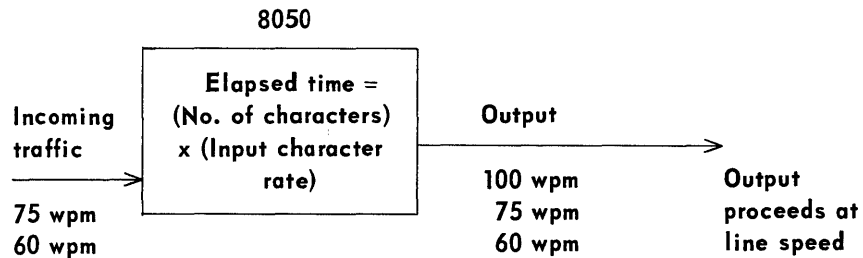 8050
Elapsed time =
(No. of characters)
x (Input character
rate)
Incoming
traffic
75 wpm
60 wpm
Output
100 wpm
75 wpm
60 wpm
Output
proceeds at
line speed